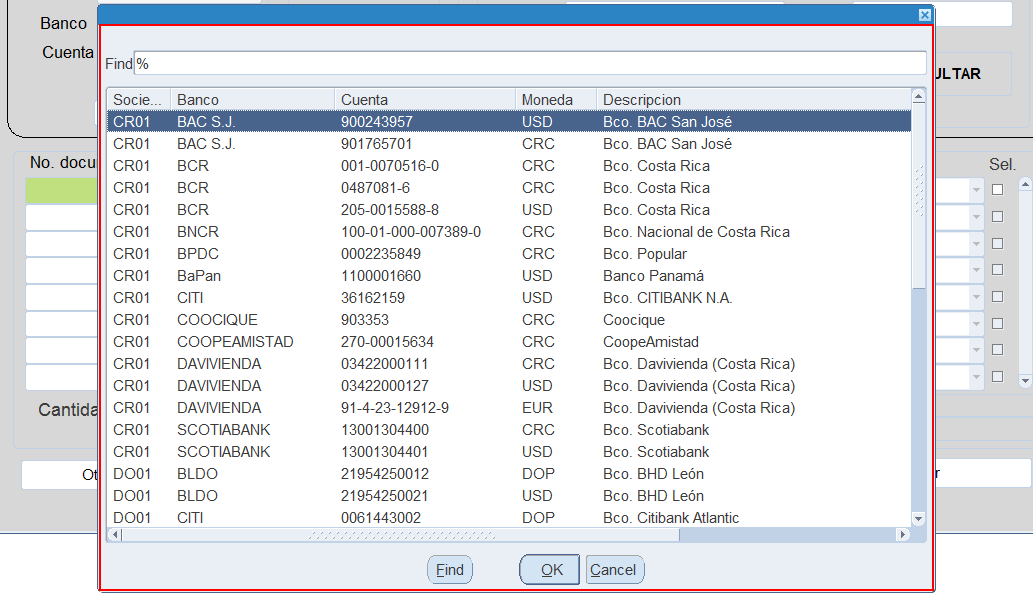 Banco
Cuenta
Find %
ULTAR
Socie... Banco Cuenta Moneda Descripcion
CR01 BAC S.J. 900243957 USD Bco. BAC San José
CR01 BAC S.J. 901765701 CRC Bco. BAC San José
CR01 BCR 001-0070516-0 CRC Bco. Costa Rica
CR01 BCR 0487081-6 CRC Bco. Costa Rica
CR01 BCR 205-0015588-8 USD Bco. Costa Rica
CR01 BNCR 100-01-000-007389-0 CRC Bco. Nacional de Costa Rica
CR01 BPDC 0002235849 CRC Bco. Popular
CR01 BaPan 1100001660 USD Banco Panamá
CR01 CITI 36162159 USD Bco. CITIBANK N.A.
CR01 COOCIQUE 903353 CRC Coocique
CR01 COOPEAMISTAD 270-00015634 CRC CoopeAmistad
CR01 DAVIVIENDA 03422000111 CRC Bco. Davivienda (Costa Rica)
CR01 DAVIVIENDA 03422000127 USD Bco. Davivienda (Costa Rica)
CR01 DAVIVIENDA 91-4-23-12912-9 EUR Bco. Davivienda (Costa Rica)
CR01 SCOTIABANK 13001304400 CRC Bco. Scotiabank
CR01 SCOTIABANK 13001304401 USD Bco. Scotiabank
DO01 BLDO 21954250012 DOP Bco. BHD León
DO01 BLDO 21954250021 USD Bco. BHD León
DO01 CITI 0061443002 DOP Bco. Citibank Atlantic
No. docu
Sel.
Cantida
Ot
r
Find OK Cancel